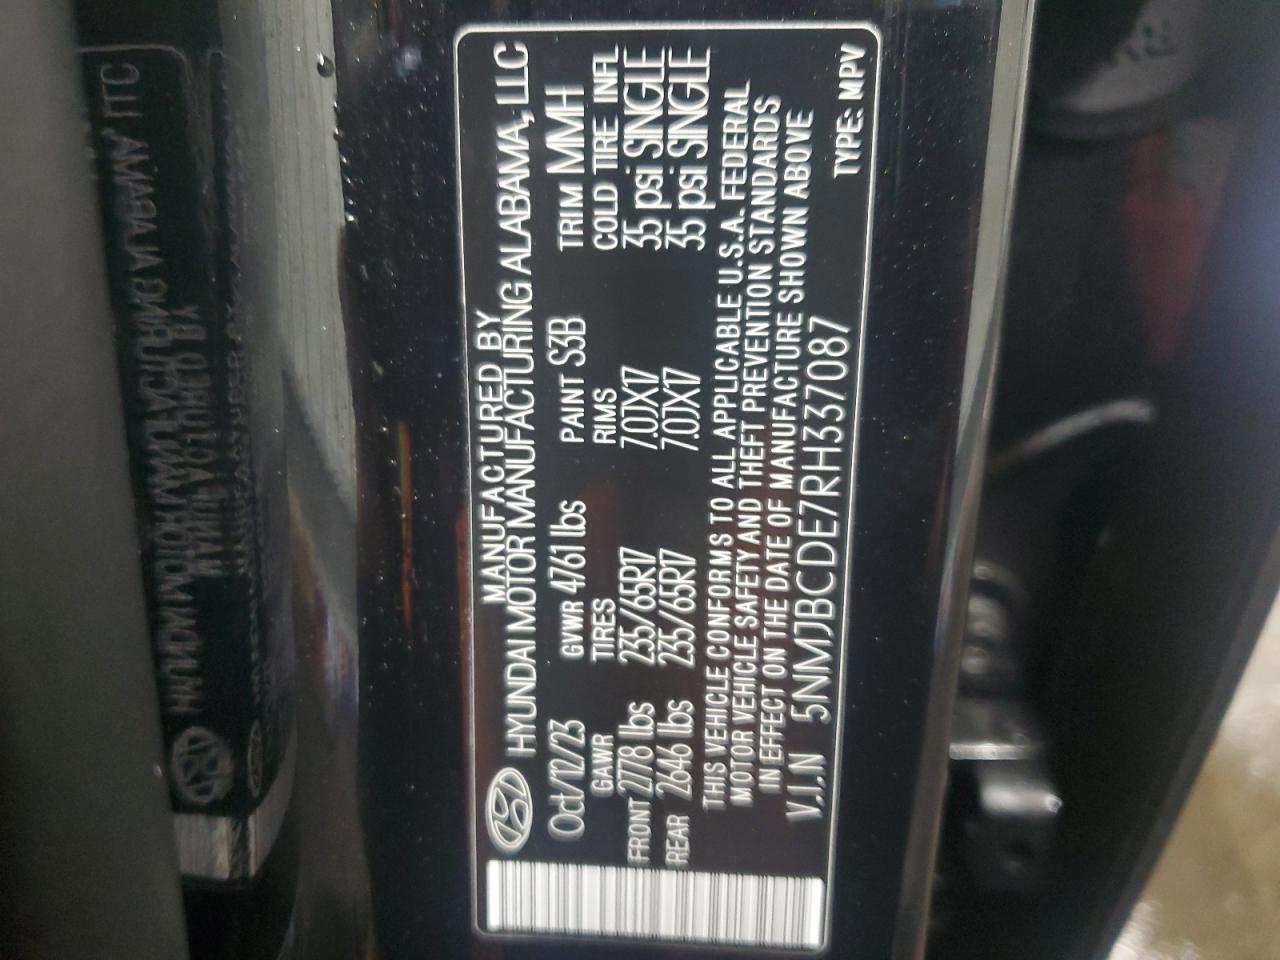 MANUFACTURED BY
HYUNDAI MOTOR MANUFACTURING ALABAMA, LLC
Oct/12/23 GVWR 4761 lbs PAINT S3B TRIM MMH
GAWR TIRES RIMS COLD TIRE INFL
FRONT 2778 lbs 235/65R17 7.0JX17 35 psi SINGLE
REAR 2646 lbs 235/65R17 7.0JX17 35 psi SINGLE
THIS VEHICLE CONFORMS TO ALL APPLICABLE U.S.A. FEDERAL
MOTOR VEHICLE SAFETY AND THEFT PREVENTION STANDARDS
IN EFFECT ON THE DATE OF MANUFACTURE SHOWN ABOVE
V.I.N 5NMJBCDE7RH337087 TYPE: MPV